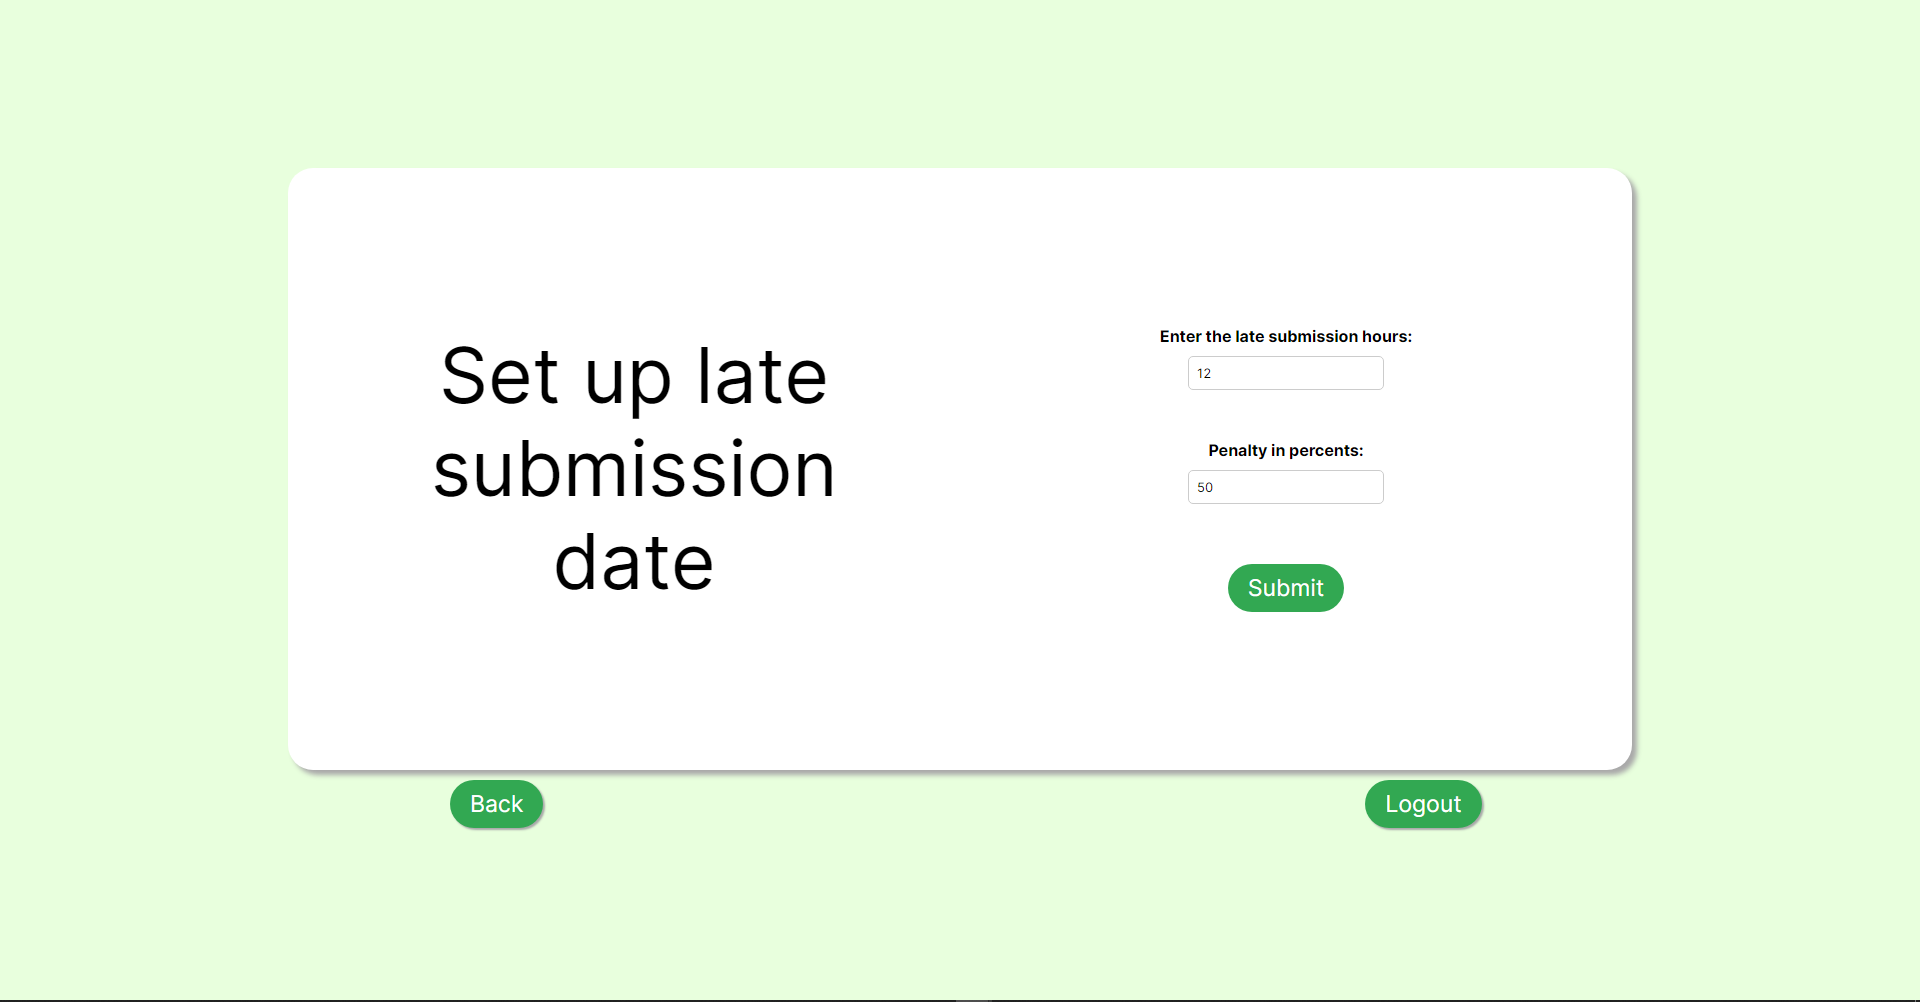 Set up late
submission
date
Enter the late submission hours:
12
Penalty in percents:
50
Submit
Back
Logout